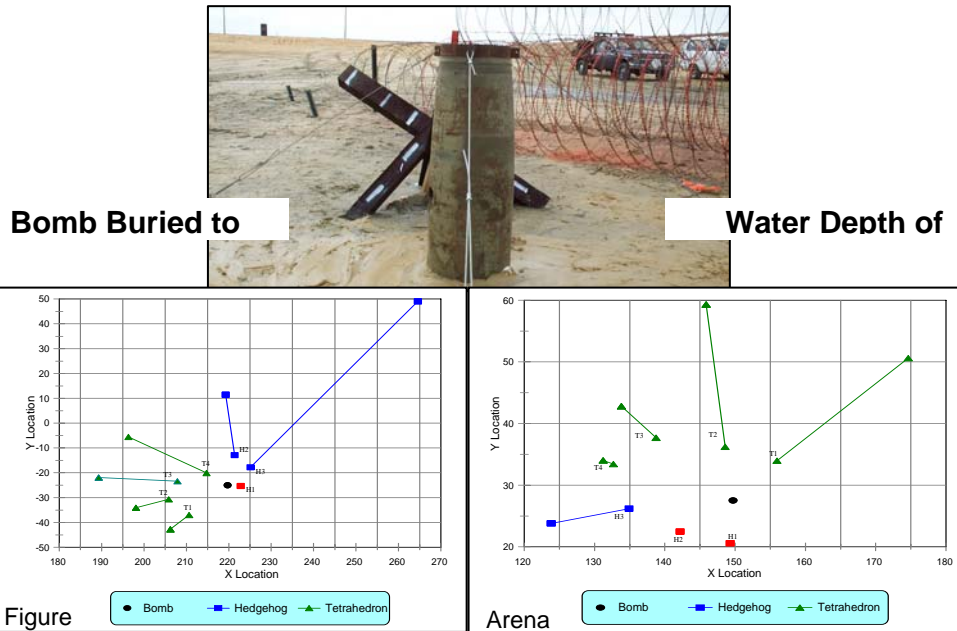 Bomb Buried to
Water Depth of
50
40
30
20
10
0
-10
-20
-30
-40
-50
Y Location
H2
H3
H1
T4
T3
T2
T1
180 190 200 210 220 230 240 250 260 270
X Location
Bomb Hedgehog Tetrahedron
Figure
60
50
40
30
20
Y Location
T1
T2
T3
T4
H3
H2
H1
120 130 140 150 160 170 180
X Location
Bomb Hedgehog Tetrahedron
Arena